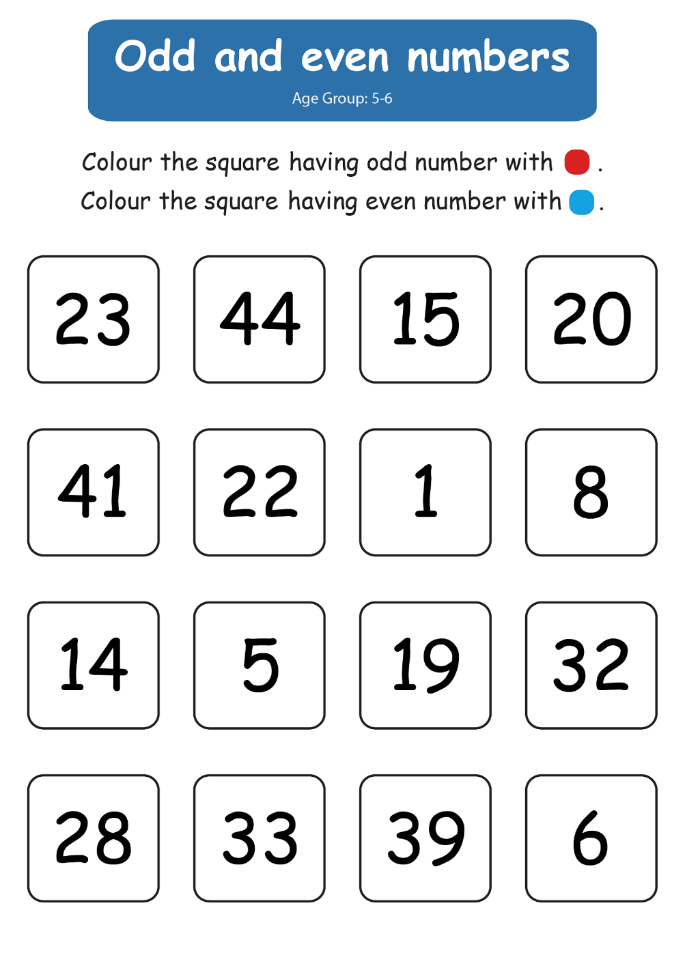 Odd and even numbers
Age Group: 5-6
Colour the square having odd number with .
Colour the square having even number with .
23 44 15 20
41 22 1 8
14 5 19 32
28 33 39 6